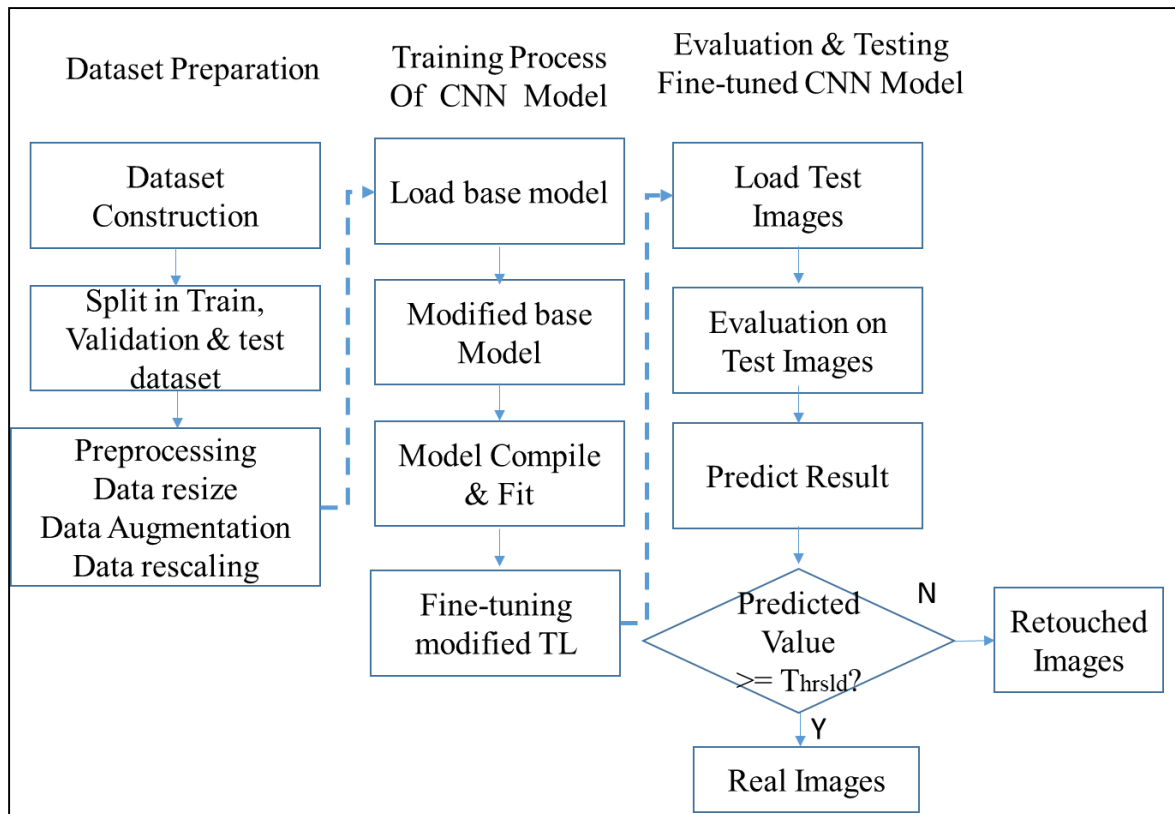 Dataset Preparation
Dataset
Construction
Split in Train,
Validation & test
dataset
Preprocessing
Data resize
Data Augmentation
Data rescaling
Training Process
Of CNN Model
Load base model
Modified base
Model
Model Compile
& Fit
Fine-tuning
modified TL
Evaluation & Testing
Fine-tuned CNN Model
Load Test
Images
Evaluation on
Test Images
Predict Result
Predicted
Value
>= Thrsld?
N
Retouched
Images
Y
Real Images